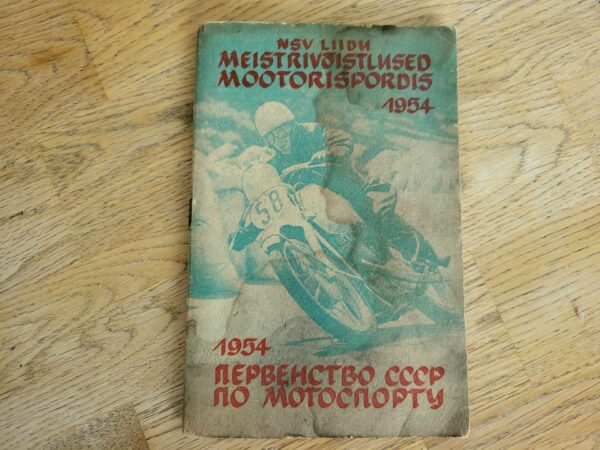 NSV LIIDU
MEISTRIVÕISTLUSED
MOOTORISPORDIS
1954
58
1954
ПЕРВЕНСТВО СССР
ПО МОТОСПОРТУ